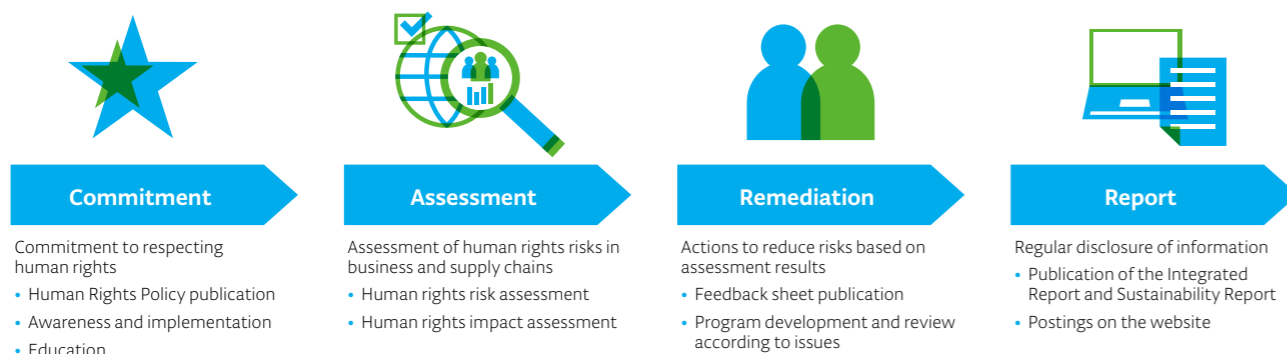 Commitment
Commitment to respecting
human rights
• Human Rights Policy publication
• Awareness and implementation
• Education
Assessment
Assessment of human rights risks in
business and supply chains
• Human rights risk assessment
• Human rights impact assessment
Remediation
Actions to reduce risks based on
assessment results
• Feedback sheet publication
• Program development and review
according to issues
Report
Regular disclosure of information
• Publication of the Integrated
Report and Sustainability Report
• Postings on the website